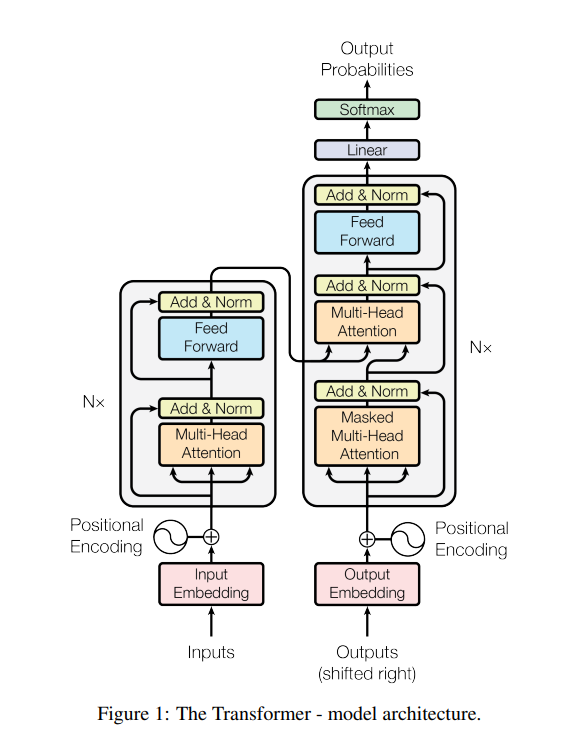 Output
Probabilities
Softmax
Linear
Add & Norm
Feed
Forward
Add & Norm
Multi-Head
Attention
Add & Norm
Masked
Multi-Head
Attention
Nx
Add & Norm
Feed
Forward
Add & Norm
Multi-Head
Attention
Nx
Positional
Encoding
Positional
Encoding
Input
Embedding
Output
Embedding
Inputs
Outputs
(shifted right)
Figure 1: The Transformer - model architecture.